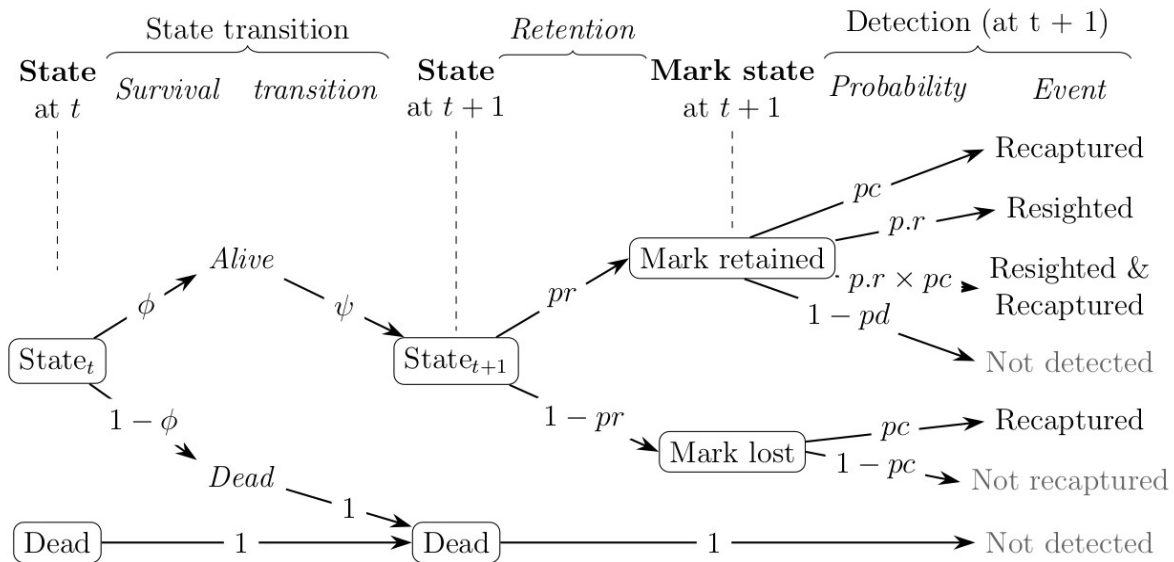 State transition
Retention
Detection (at t + 1)
State
at t
Survival
transition
State
at t + 1
Mark state
at t + 1
Probability
Event
Recaptured
pc
p.r
Resighted
Alive
Mark retained
p.r × pc
Resighted &
Recaptured
ϕ
ψ
pr
1 − pd
State_t
State_{t+1}
Not detected
1 − ϕ
1 − pr
pc
Recaptured
Mark lost
1 − pc
Not recaptured
Dead
1
Dead
1
Dead
1
Not detected